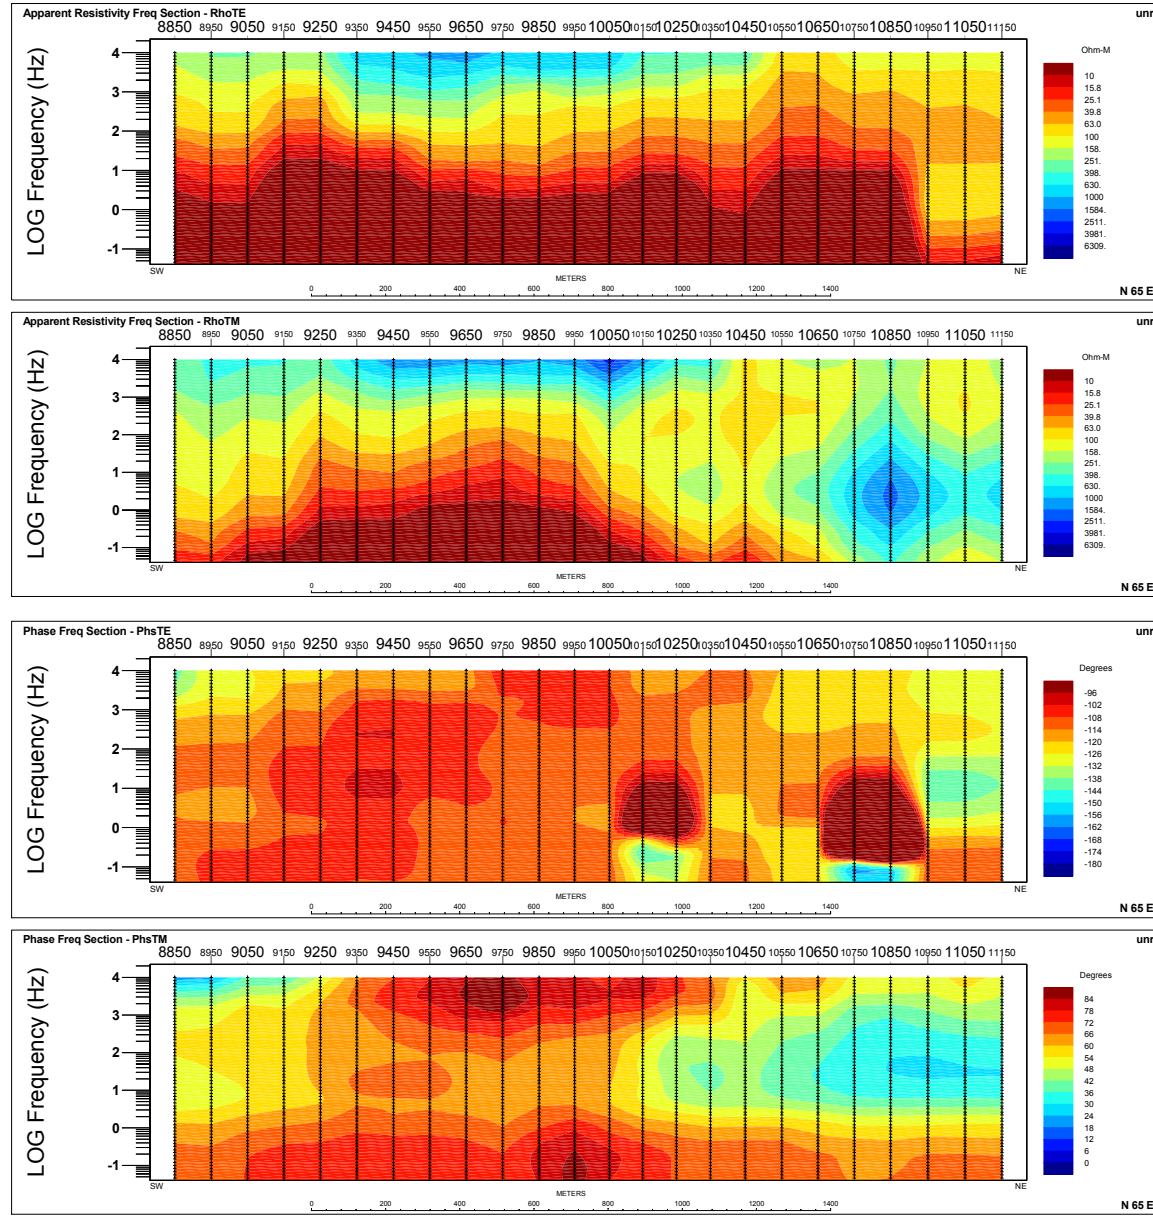 Apparent Resistivity Freq Section - RhoTE
unr
8850 8950 9050 9150 9250 9350 9450 9550 9650 9750 9850 9950 10050 10150 10250 10350 10450 10550 10650 10750 10850 10950 11050 11150
LOG Frequency (Hz)
4
3
2
1
0
-1
Ohm-M
10
15.8
25.1
39.8
63.0
100
158.
251.
398.
630.
1000
1584.
2511.
3981.
6309.
SW
NE
METERS
0 200 400 600 800 1000 1200 1400
N 65 E
Apparent Resistivity Freq Section - RhoTM
unr
8850 8950 9050 9150 9250 9350 9450 9550 9650 9750 9850 9950 10050 10150 10250 10350 10450 10550 10650 10750 10850 10950 11050 11150
LOG Frequency (Hz)
4
3
2
1
0
-1
Ohm-M
10
15.8
25.1
39.8
63.0
100
158.
251.
398.
630.
1000
1584.
2511.
3981.
6309.
SW
NE
METERS
0 200 400 600 800 1000 1200 1400
N 65 E
Phase Freq Section - PhsTE
unr
8850 8950 9050 9150 9250 9350 9450 9550 9650 9750 9850 9950 10050 10150 10250 10350 10450 10550 10650 10750 10850 10950 11050 11150
LOG Frequency (Hz)
4
3
2
1
0
-1
Degrees
-96
-102
-108
-114
-120
-126
-132
-138
-144
-150
-156
-162
-168
-174
-180
SW
NE
METERS
0 200 400 600 800 1000 1200 1400
N 65 E
Phase Freq Section - PhsTM
unr
8850 8950 9050 9150 9250 9350 9450 9550 9650 9750 9850 9950 10050 10150 10250 10350 10450 10550 10650 10750 10850 10950 11050 11150
LOG Frequency (Hz)
4
3
2
1
0
-1
Degrees
84
78
72
66
60
54
48
42
36
30
24
18
12
6
0
SW
NE
METERS
0 200 400 600 800 1000 1200 1400
N 65 E